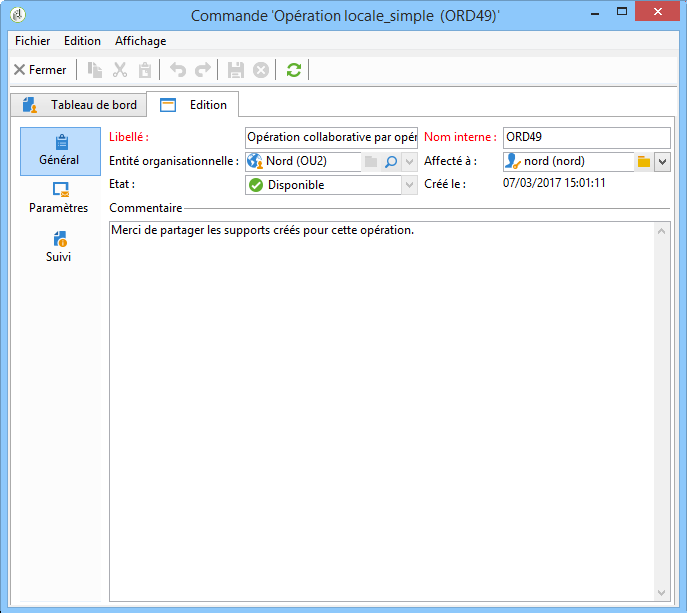 Commande 'Opération locale_simple (ORD49)'
Fichier Edition Affichage
Fermer
Tableau de bord Edition
Général
Paramètres
Suivi
Libellé : Opération collaborative par opér Nom interne : ORD49
Entité organisationnelle : Nord (OU2) Affecté à : nord (nord)
Etat : Disponible Créé le : 07/03/2017 15:01:11
Commentaire
Merci de partager les supports créés pour cette opération.